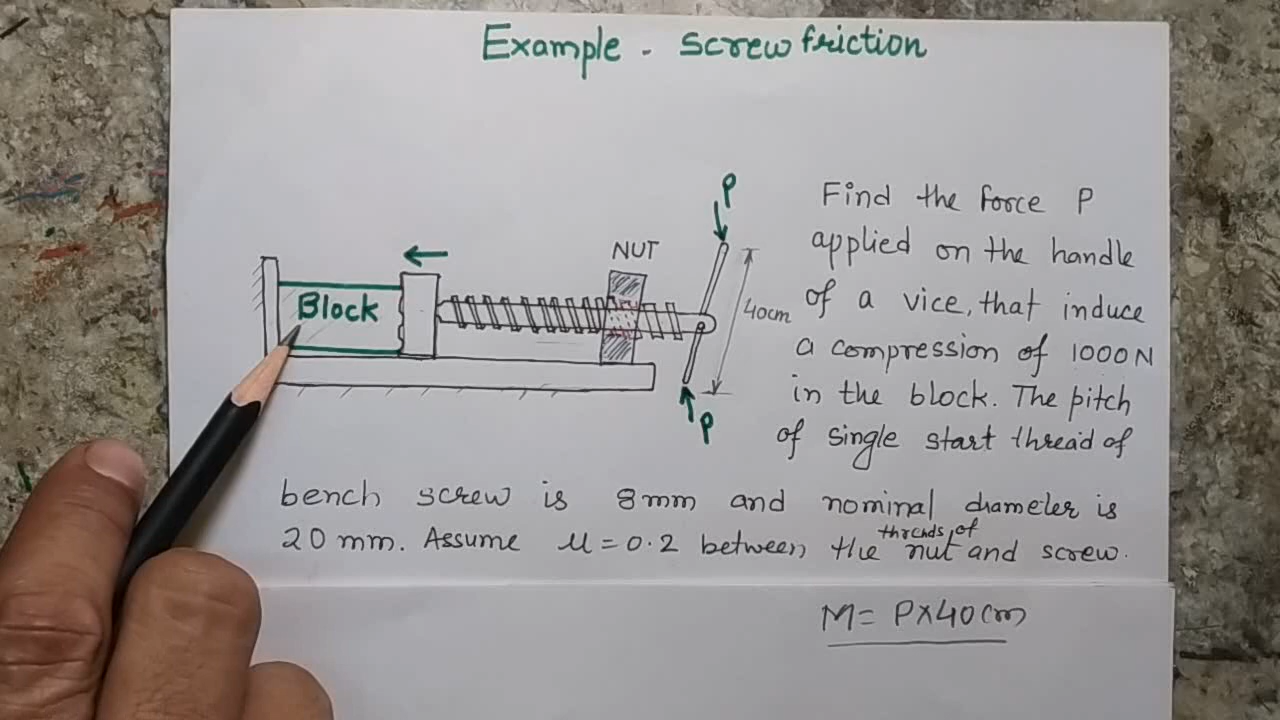 Example - screw friction
P
NUT
Block
40cm
P
Find the force P
applied on the handle
of a vice, that induce
a compression of 1000N
in the block. The pitch
of single start thread of
bench screw is 8mm and nominal diameter is
20 mm. Assume μ=0.2 between the threads of nut and screw.
M= P×40cm